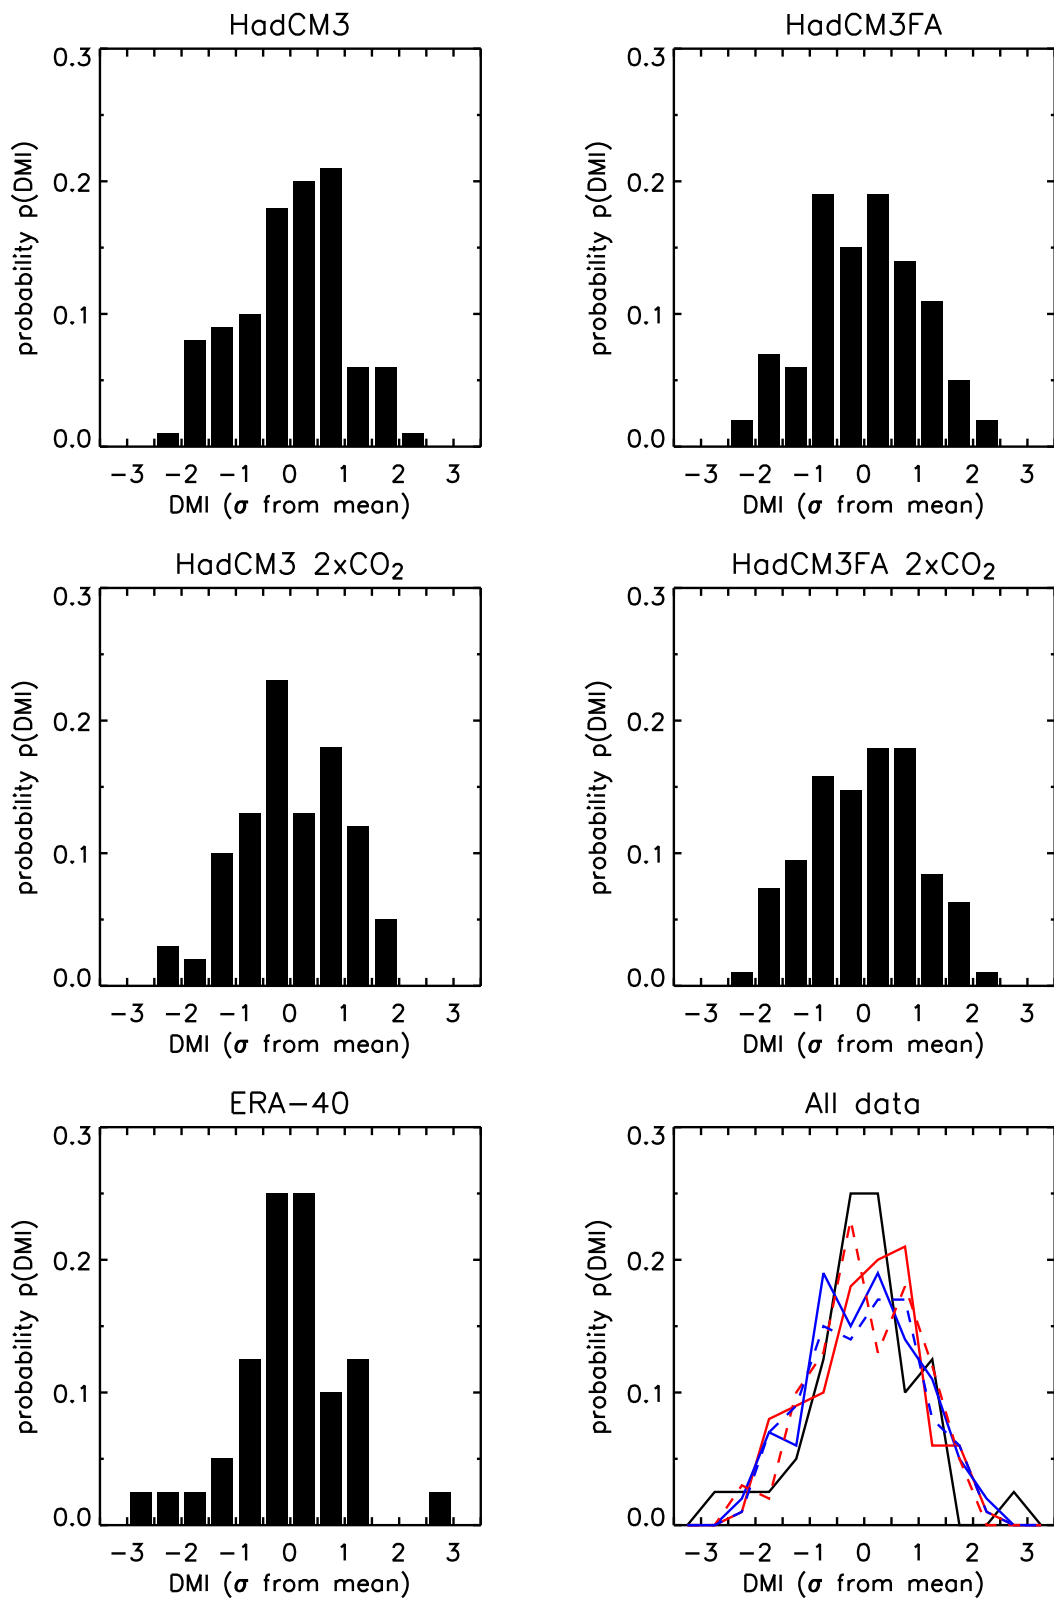 HadCM3
0.3
0.2
0.1
0.0
probability p(DMI)
-3 -2 -1 0 1 2 3
DMI (σ from mean)
HadCM3FA
0.3
0.2
0.1
0.0
probability p(DMI)
-3 -2 -1 0 1 2 3
DMI (σ from mean)
HadCM3 2xCO₂
0.3
0.2
0.1
0.0
probability p(DMI)
-3 -2 -1 0 1 2 3
DMI (σ from mean)
HadCM3FA 2xCO₂
0.3
0.2
0.1
0.0
probability p(DMI)
-3 -2 -1 0 1 2 3
DMI (σ from mean)
ERA-40
0.3
0.2
0.1
0.0
probability p(DMI)
-3 -2 -1 0 1 2 3
DMI (σ from mean)
All data
0.3
0.2
0.1
0.0
probability p(DMI)
-3 -2 -1 0 1 2 3
DMI (σ from mean)